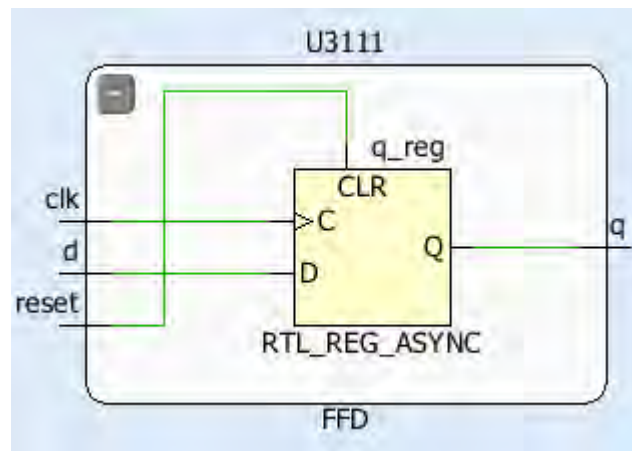 U3111
q_reg
CLR
clk
C
q
d
Q
D
reset
RTL_REG_ASYNC
FFD